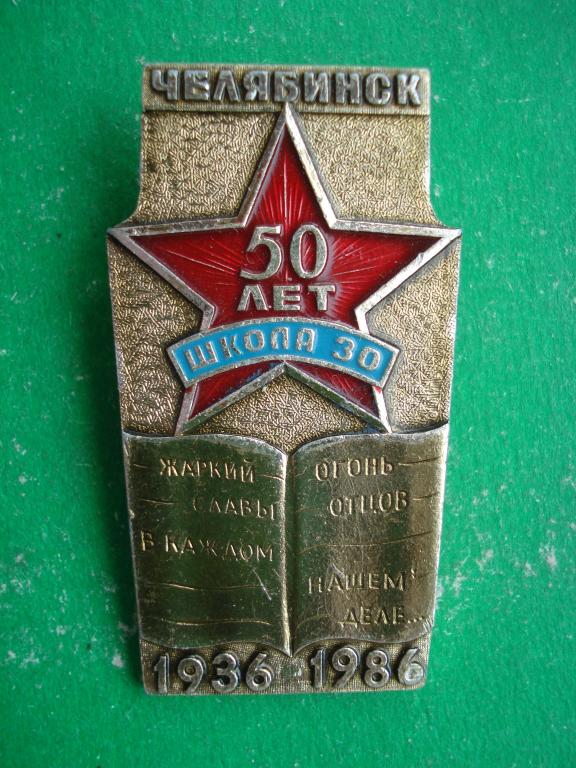 ЧЕЛЯБИНСК
50
ЛЕТ
ШКОЛА 30
ЖАРКИЙ
СЛАВЫ
В КАЖДОМ
ОГОНЬ
ОТЦОВ
НАШЕМ
ДЕЛЕ...
1936 1986